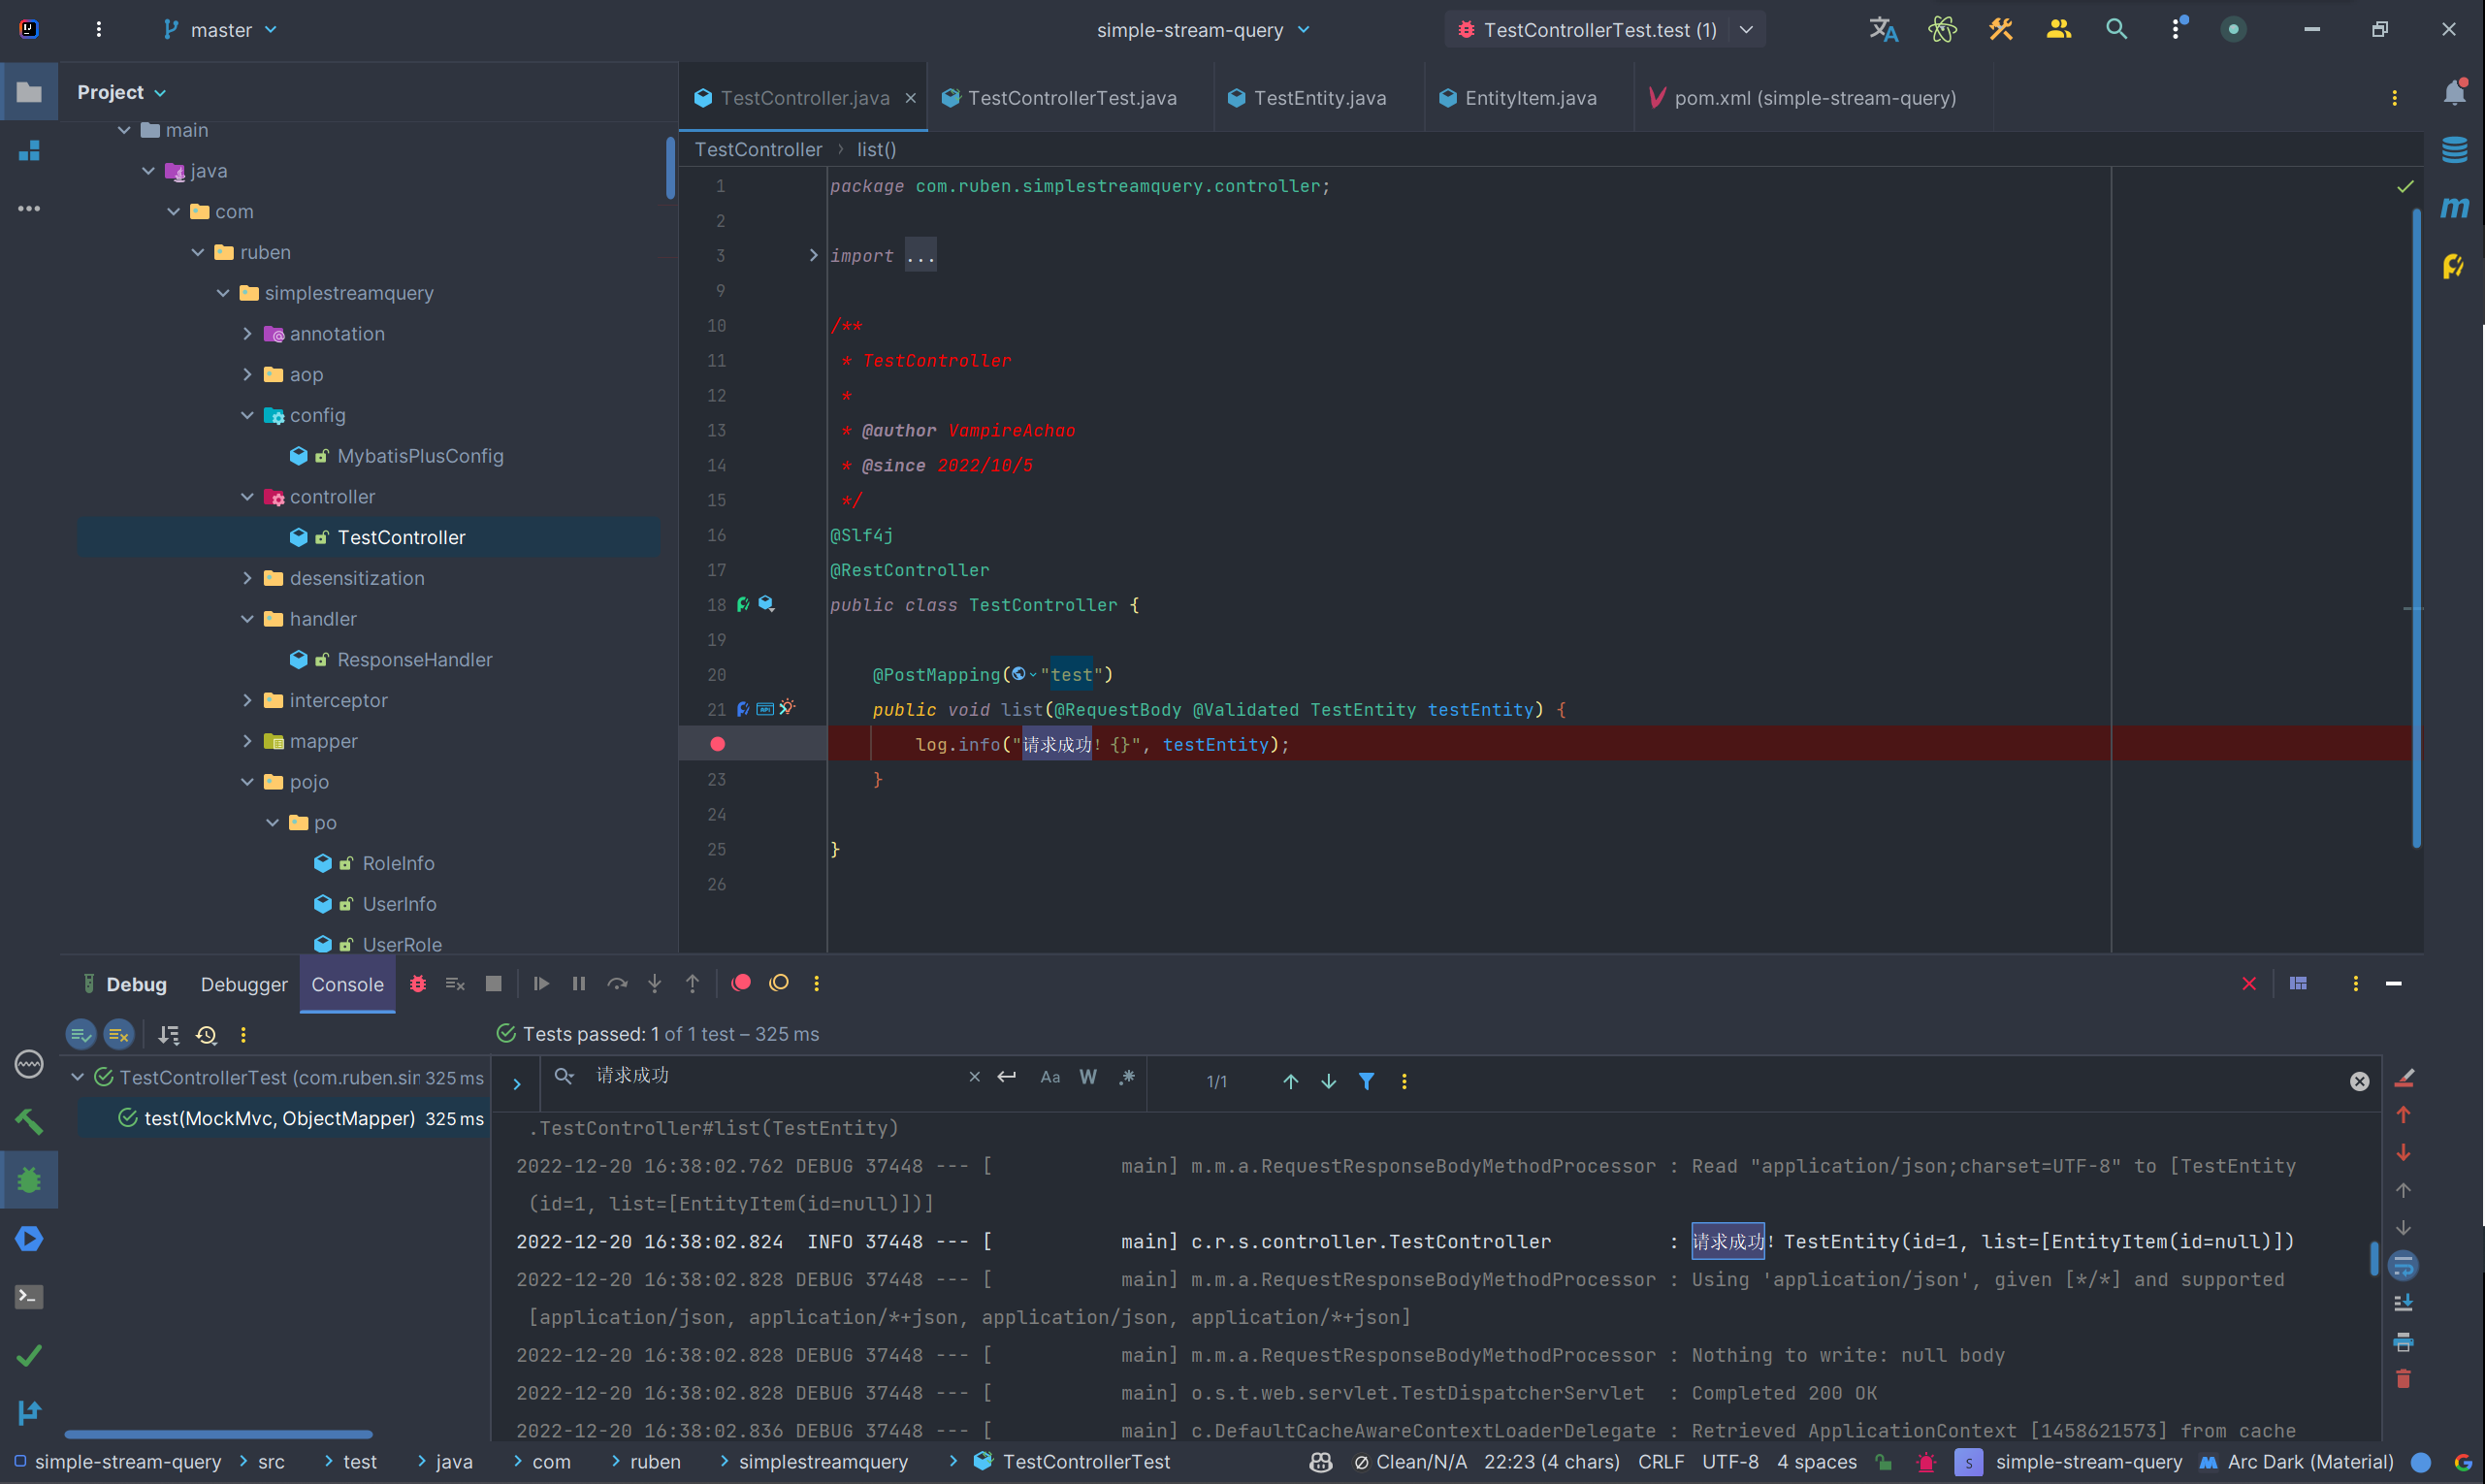 master
simple-stream-query
TestControllerTest.test (1)
Project
main
java
com
ruben
simplestreamquery
annotation
aop
config
MybatisPlusConfig
controller
TestController
desensitization
handler
ResponseHandler
interceptor
mapper
pojo
po
RoleInfo
UserInfo
UserRole
TestController.java
TestControllerTest.java
TestEntity.java
EntityItem.java
pom.xml (simple-stream-query)
TestController > list()
1 package com.ruben.simplestreamquery.controller;
2
3 import ...
9
10 /**
11 * TestController
12 *
13 * @author VampireAchao
14 * @since 2022/10/5
15 */
16 @Slf4j
17 @RestController
18 public class TestController {
19
20 @PostMapping("test")
21 public void list(@RequestBody @Validated TestEntity testEntity) {
log.info("请求成功！{}", testEntity);
23 }
24
25 }
26
Debug Debugger Console
Tests passed: 1 of 1 test – 325 ms
TestControllerTest (com.ruben.sir 325 ms
test(MockMvc, ObjectMapper) 325 ms
请求成功 Aa W .* 1/1
.TestController#list(TestEntity)
2022-12-20 16:38:02.762 DEBUG 37448 --- [ main] m.m.a.RequestResponseBodyMethodProcessor : Read "application/json;charset=UTF-8" to [TestEntity
(id=1, list=[EntityItem(id=null)])]
2022-12-20 16:38:02.824 INFO 37448 --- [ main] c.r.s.controller.TestController : 请求成功！TestEntity(id=1, list=[EntityItem(id=null)])
2022-12-20 16:38:02.828 DEBUG 37448 --- [ main] m.m.a.RequestResponseBodyMethodProcessor : Using 'application/json', given [*/*] and supported
[application/json, application/*+json, application/json, application/*+json]
2022-12-20 16:38:02.828 DEBUG 37448 --- [ main] m.m.a.RequestResponseBodyMethodProcessor : Nothing to write: null body
2022-12-20 16:38:02.828 DEBUG 37448 --- [ main] o.s.t.web.servlet.TestDispatcherServlet : Completed 200 OK
2022-12-20 16:38:02.836 DEBUG 37448 --- [ main] c.DefaultCacheAwareContextLoaderDelegate : Retrieved ApplicationContext [1458621573] from cache
simple-stream-query > src > test > java > com > ruben > simplestreamquery > TestControllerTest
Clean/N/A 22:23 (4 chars) CRLF UTF-8 4 spaces S simple-stream-query Arc Dark (Material)